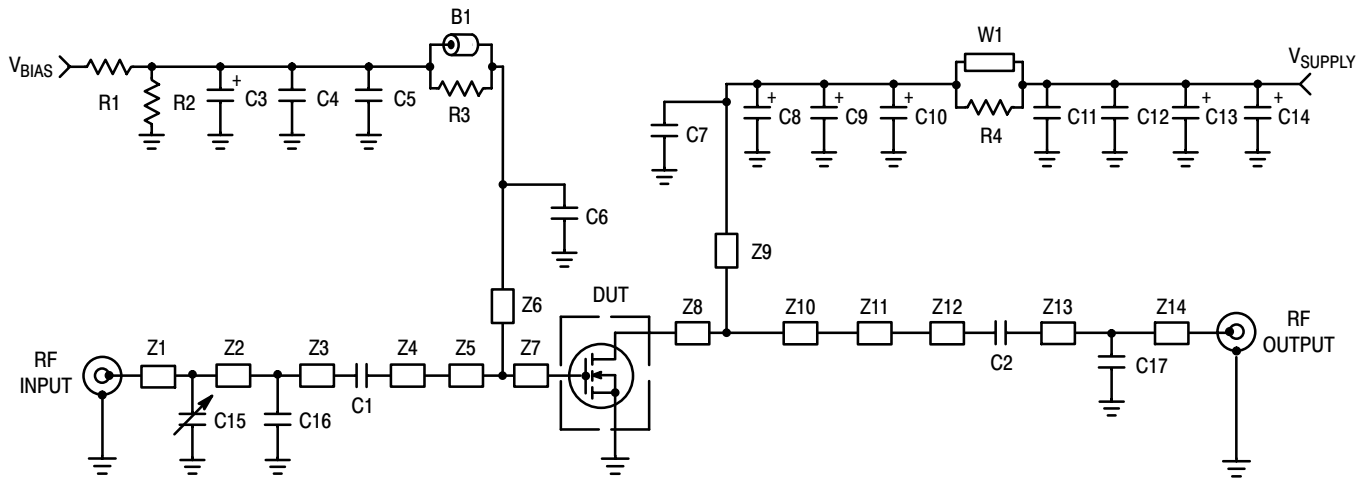 B1
W1
V_BIAS
V_SUPPLY
R1
R2
+
C3
C4
C5
R3
C7
+
C8
+
C9
+
C10
R4
C11
C12
+
C13
+
C14
C6
Z9
Z6
DUT
Z8
Z10
Z11
Z12
Z13
Z14
RF
OUTPUT
C2
C17
RF
INPUT
Z1
Z2
Z3
Z4
Z5
Z7
C1
C15
C16